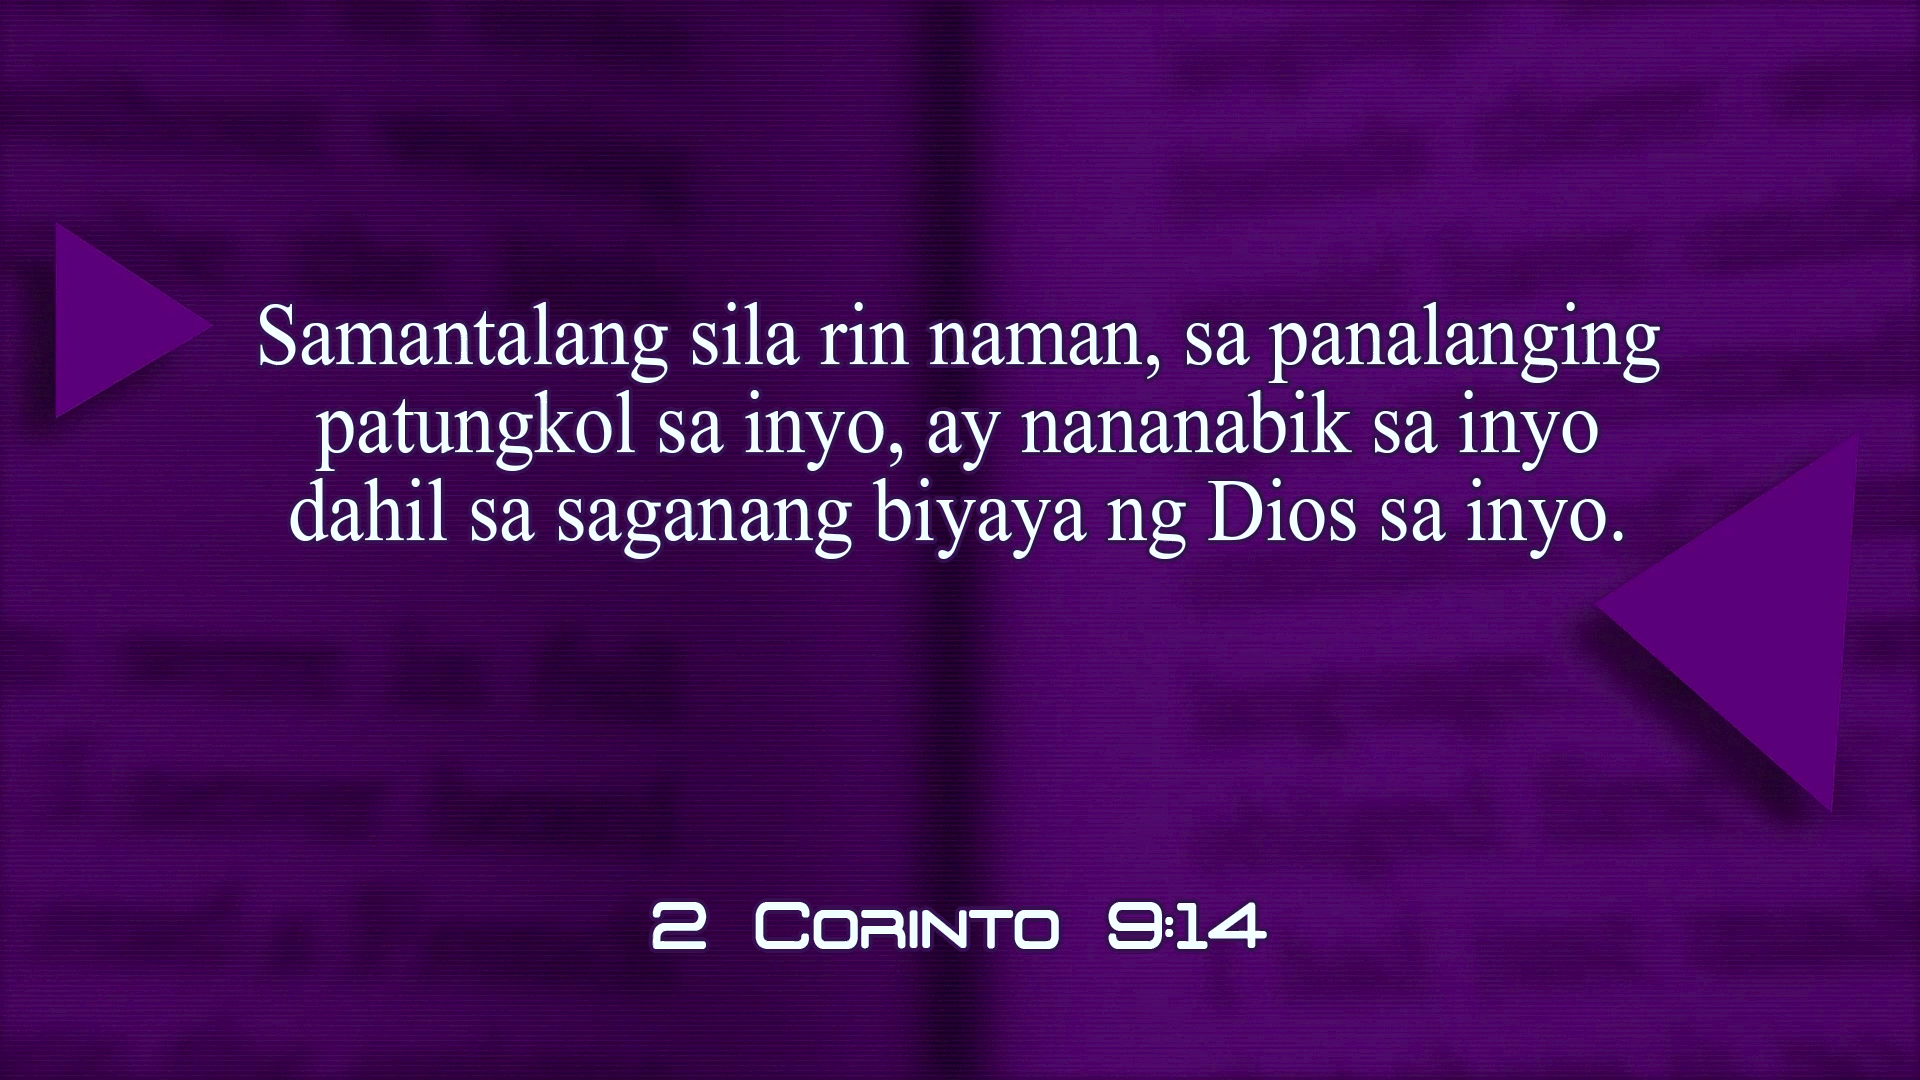 Samantalang sila rin naman, sa panalanging
patungkol sa inyo, ay nananabik sa inyo
dahil sa saganang biyaya ng Dios sa inyo.
2 Corinto 9:14